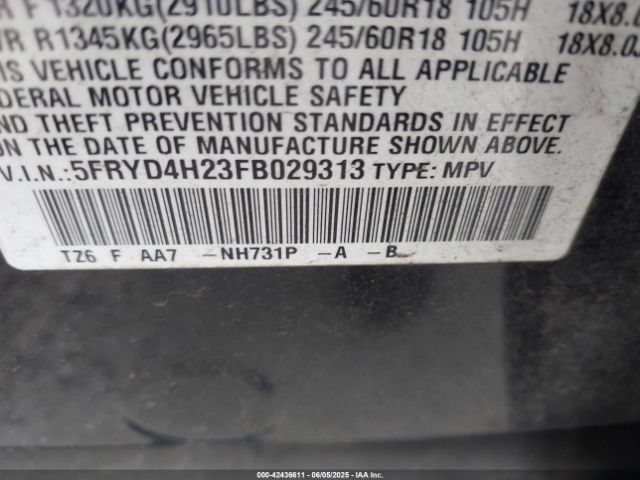 F 1320KG(2910LBS) 245/60R18 105H 18X8.
R R1345KG(2965LBS) 245/60R18 105H 18X8.0
IS VEHICLE CONFORMS TO ALL APPLICABLE
DERAL MOTOR VEHICLE SAFETY
AND THEFT PREVENTION STANDARDS IN EFFECT
ON THE DATE OF MANUFACTURE SHOWN ABOVE.
V.I.N.:5FRYD4H23FB029313 TYPE: MPV
TZ6 F AA7 -NH731P -A -B
000-42436611 - 06/05/2025 - IAA Inc.